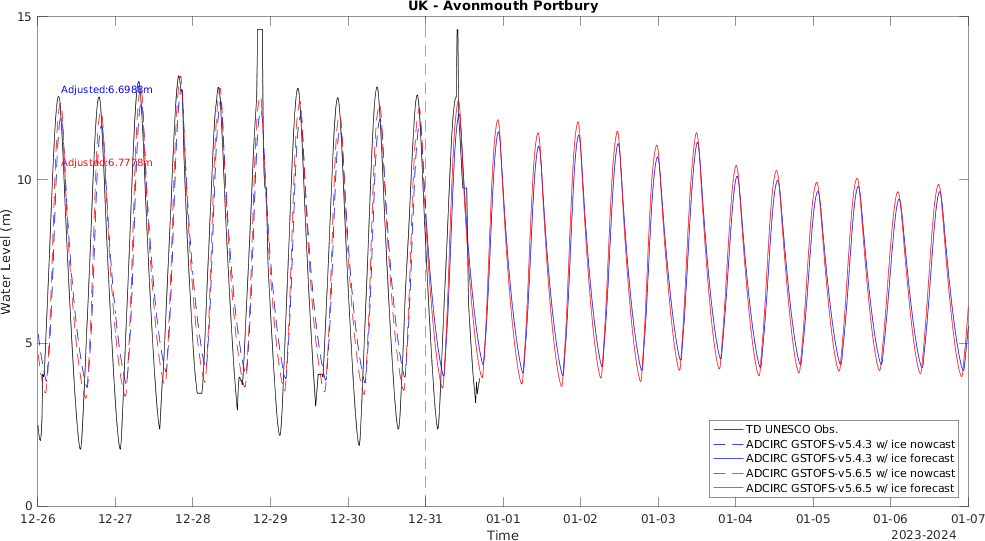 UK - Avonmouth Portbury
15
10
5
0
Water Level (m)
Adjusted:6.6988m
Adjusted:6.7778m
TD UNESCO Obs.
ADCIRC GSTOFS-v5.4.3 w/ ice nowcast
ADCIRC GSTOFS-v5.4.3 w/ ice forecast
ADCIRC GSTOFS-v5.6.5 w/ ice nowcast
ADCIRC GSTOFS-v5.6.5 w/ ice forecast
12-26 12-27 12-28 12-29 12-30 12-31 01-01 01-02 01-03 01-04 01-05 01-06 01-07
Time
2023-2024